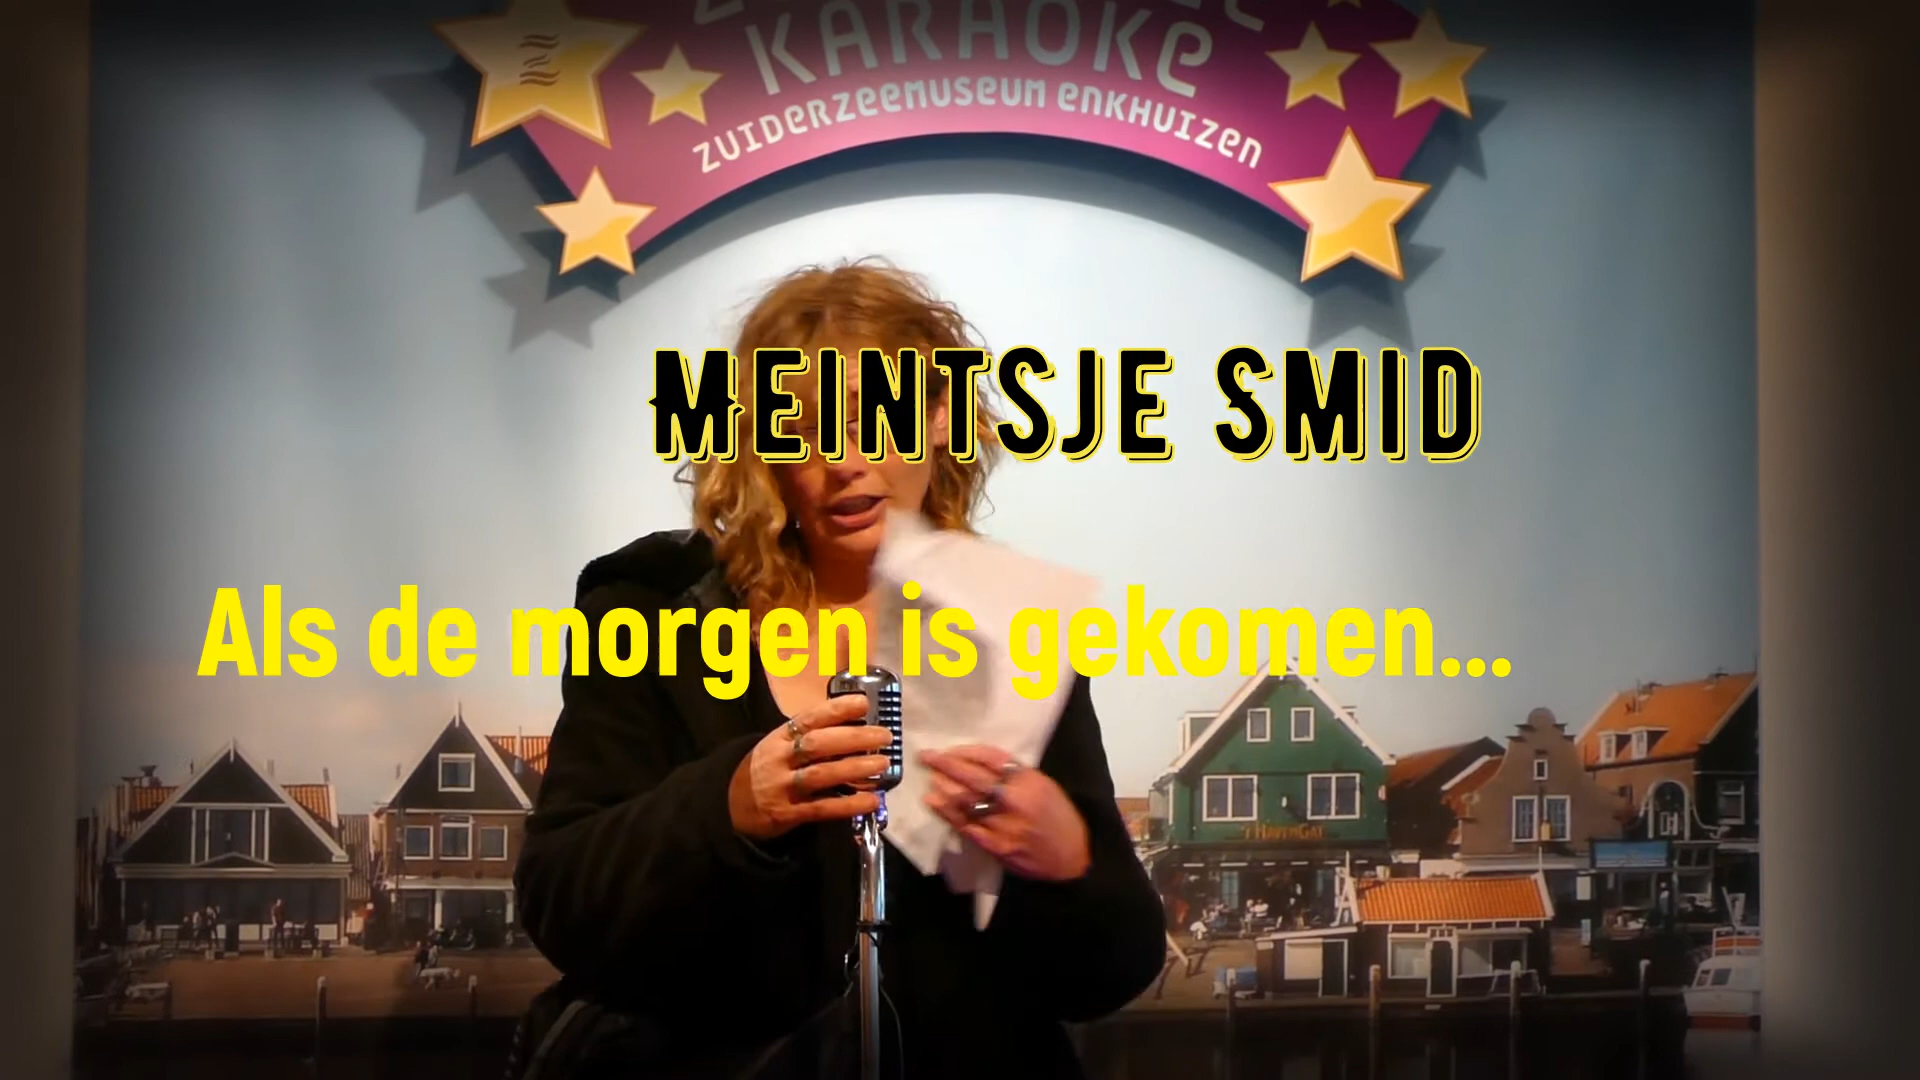 KARAOKE
ZUIDERZEEMUSEUM ENKHUIZEN
MEINTSJE SMID
Als de morgen is gekomen...